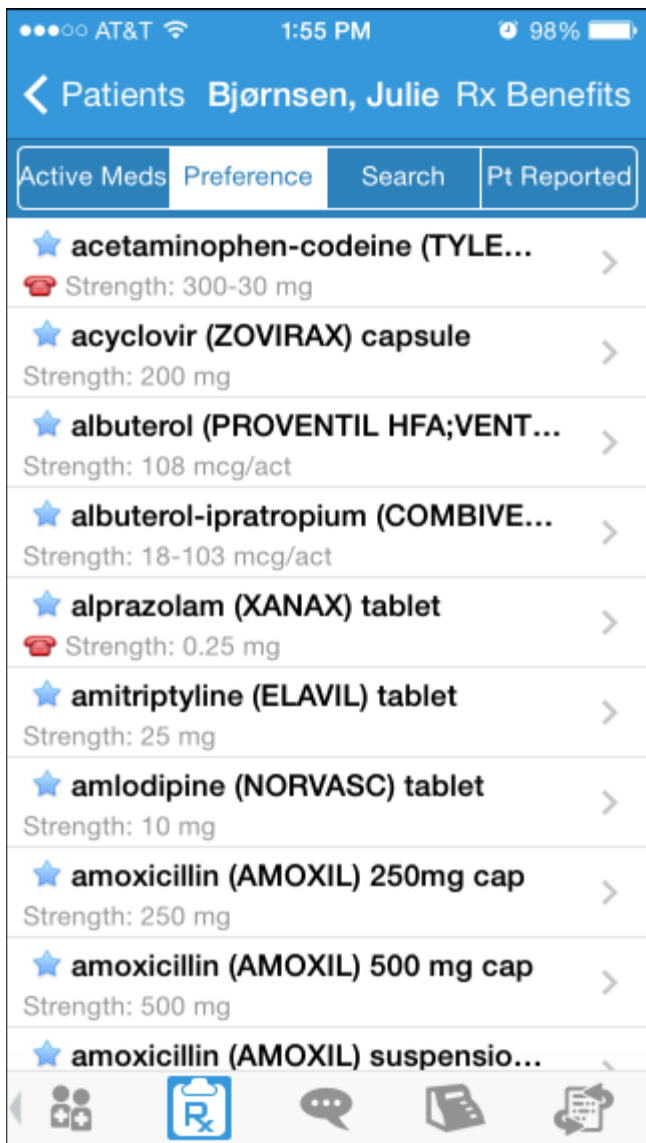 AT&T 1:55 PM 98%
Patients Bjørnsen, Julie Rx Benefits
Active Meds Preference Search Pt Reported
acetaminophen-codeine (TYLE...
Strength: 300-30 mg
acyclovir (ZOVIRAX) capsule
Strength: 200 mg
albuterol (PROVENTIL HFA;VENT...
Strength: 108 mcg/act
albuterol-ipratropium (COMBIVE...
Strength: 18-103 mcg/act
alprazolam (XANAX) tablet
Strength: 0.25 mg
amitriptyline (ELAVIL) tablet
Strength: 25 mg
amlodipine (NORVASC) tablet
Strength: 10 mg
amoxicillin (AMOXIL) 250mg cap
Strength: 250 mg
amoxicillin (AMOXIL) 500 mg cap
Strength: 500 mg
amoxicillin (AMOXIL) suspensio...
Rx